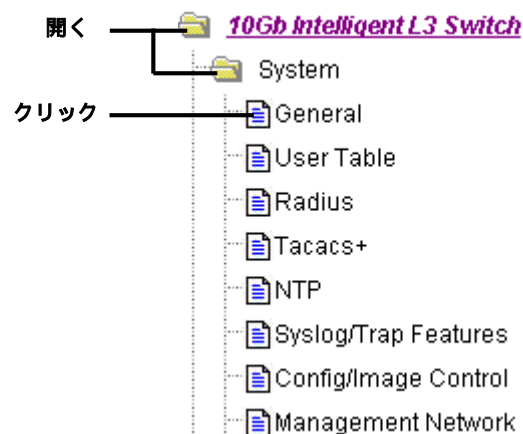 開く
10Gb Intelligent L3 Switch
System
クリック
General
User Table
Radius
Tacacs+
NTP
Syslog/Trap Features
Config/Image Control
Management Network